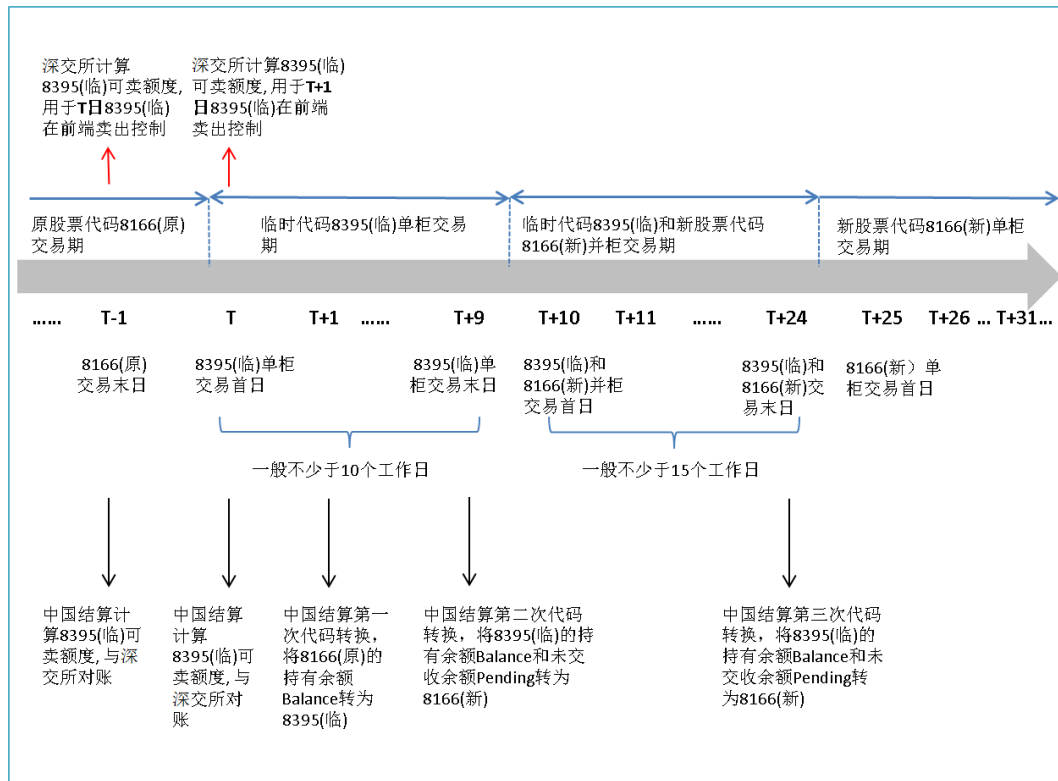 深交所计算
8395(临)可卖额度,
用于T日8395(临)
在前端卖出控制
深交所计算8395(临)
可卖额度, 用于T+1
日8395(临)在前端
卖出控制
原股票代码8166(原)
交易期
临时代码8395(临)单柜交易
期
临时代码8395(临)和新股票代码
8166(新)并柜交易期
新股票代码8166(新)单柜
交易期
...... T-1 T T+1 ...... T+9 T+10 T+11 ...... T+24 T+25 T+26 ... T+31...
8166(原)
交易末日
8395(临)单柜
交易首日
8395(临)单
柜交易末日
8395(临)和
8166(新)并柜
交易首日
8395(临)和
8166(新)交
易末日
8166(新）单
柜交易首日
一般不少于10个工作日
一般不少于15个工作日
中国结算计
算8395(临)可
卖额度, 与深
交所对账
中国结算
计算
8395(临)可
卖额度, 与
深交所对
账
中国结算第一
次代码转换，
将8166(原)的
持有余额
Balance转为
8395(临)
中国结算第二次代码
转换，将8395(临)的持
有余额Balance和未交
收余额Pending转为
8166(新)
中国结算第三次代码
转换，将8395(临)的
持有余额Balance和未
交收余额Pending转
为8166(新)